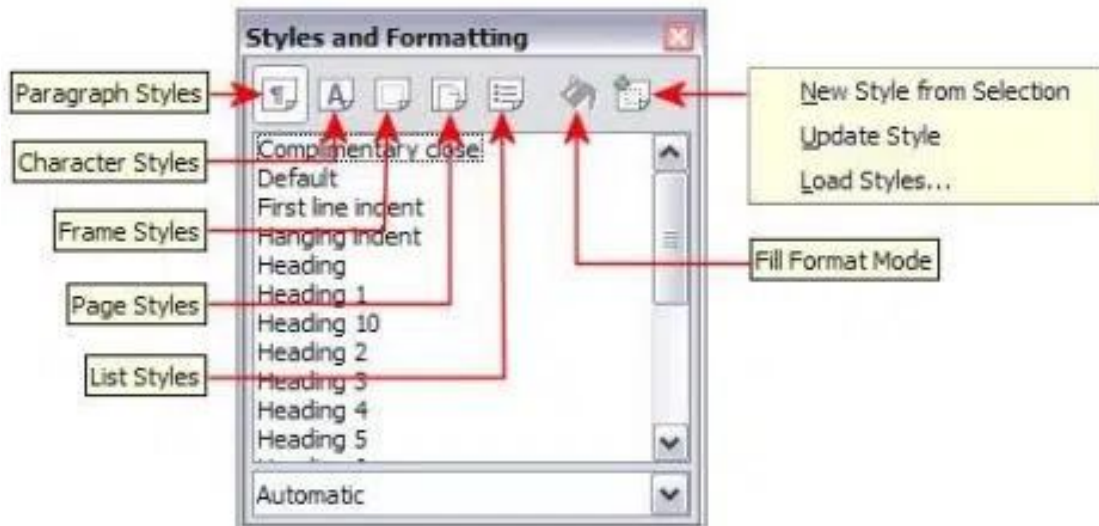 Styles and Formatting
Paragraph Styles
Character Styles
Frame Styles
Page Styles
List Styles
Complimentary close
Default
First line indent
Hanging indent
Heading
Heading 1
Heading 10
Heading 2
Heading 3
Heading 4
Heading 5
Automatic
New Style from Selection
Update Style
Load Styles...
Fill Format Mode